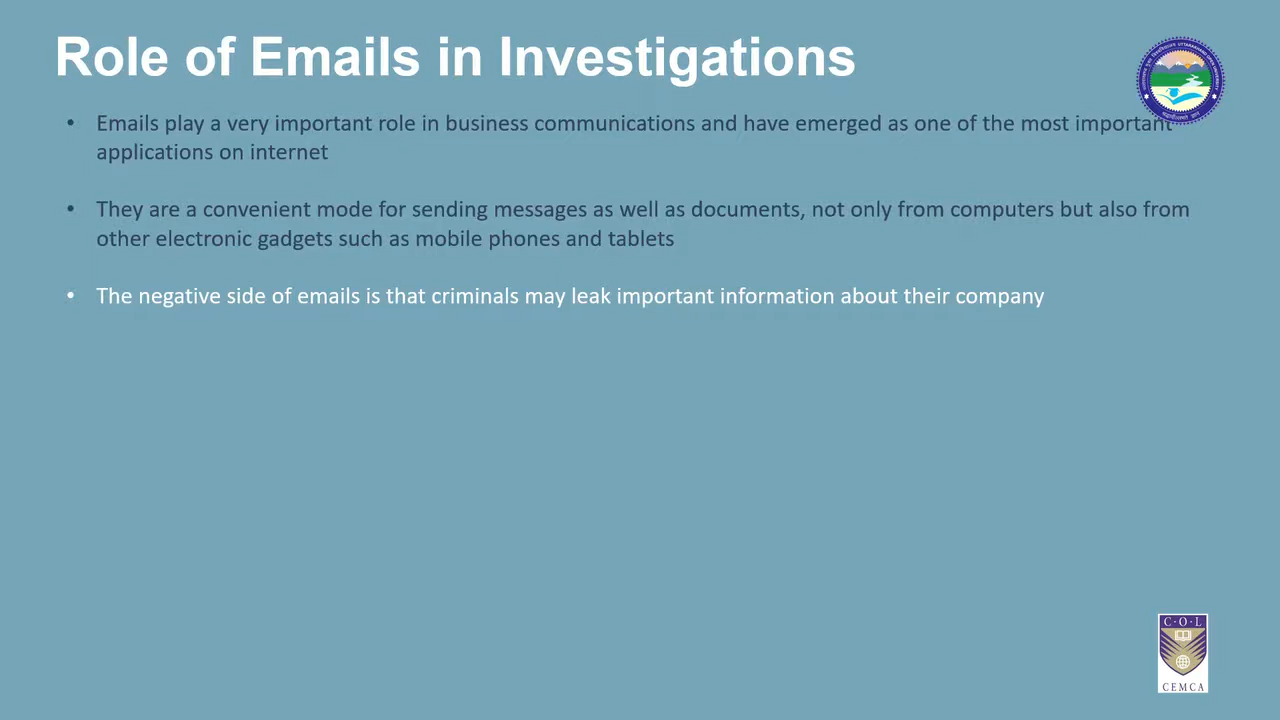 Role of Emails in Investigations
• Emails play a very important role in business communications and have emerged as one of the most important
applications on internet
• They are a convenient mode for sending messages as well as documents, not only from computers but also from
other electronic gadgets such as mobile phones and tablets
• The negative side of emails is that criminals may leak important information about their company
C·O·L
CEMCA